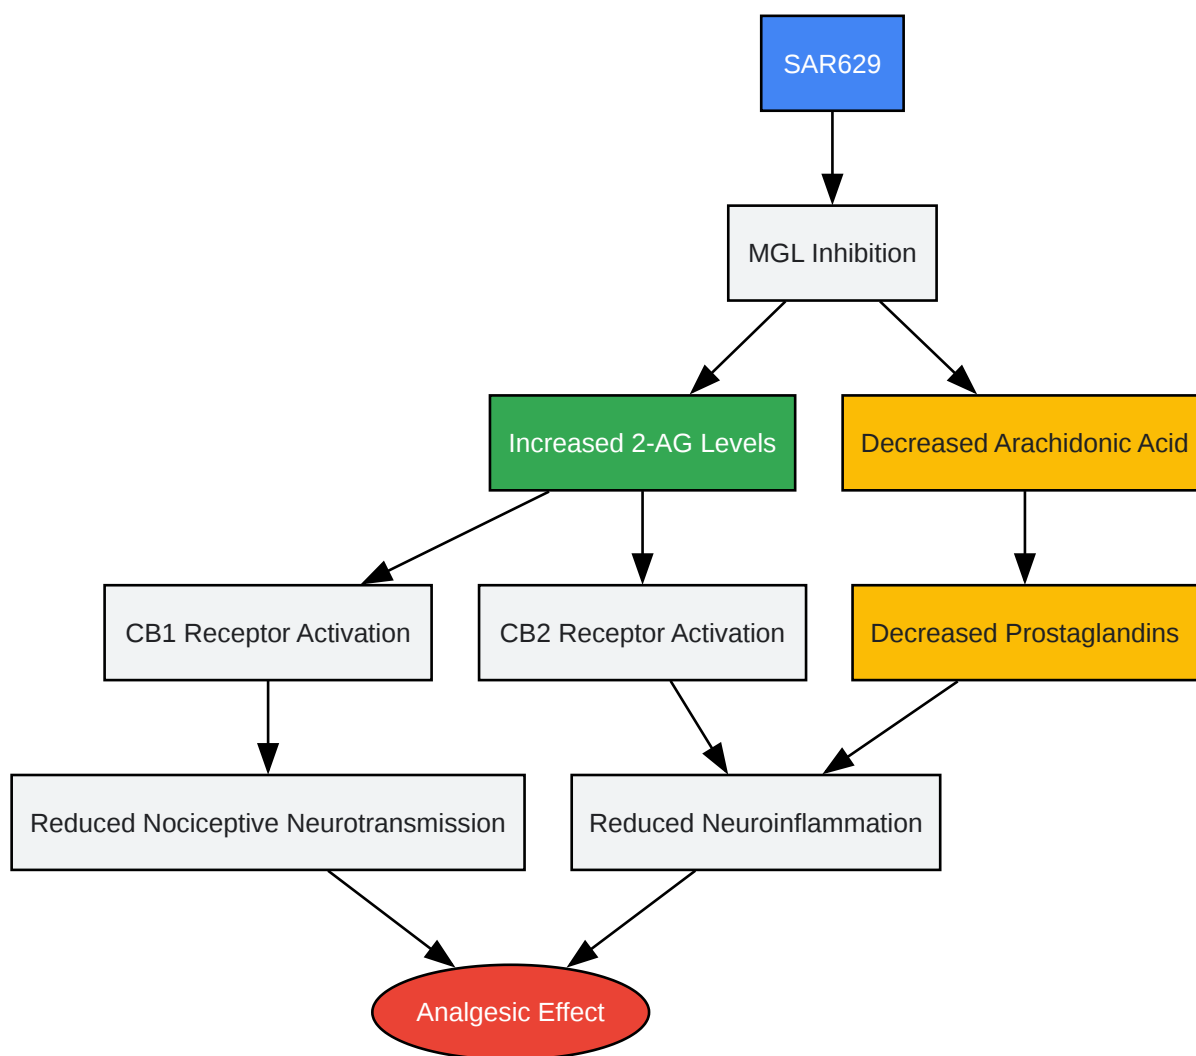 SAR629
MGL Inhibition
Increased 2-AG Levels
Decreased Arachidonic Acid
CB1 Receptor Activation
CB2 Receptor Activation
Decreased Prostaglandins
Reduced Nociceptive Neurotransmission
Reduced Neuroinflammation
Analgesic Effect